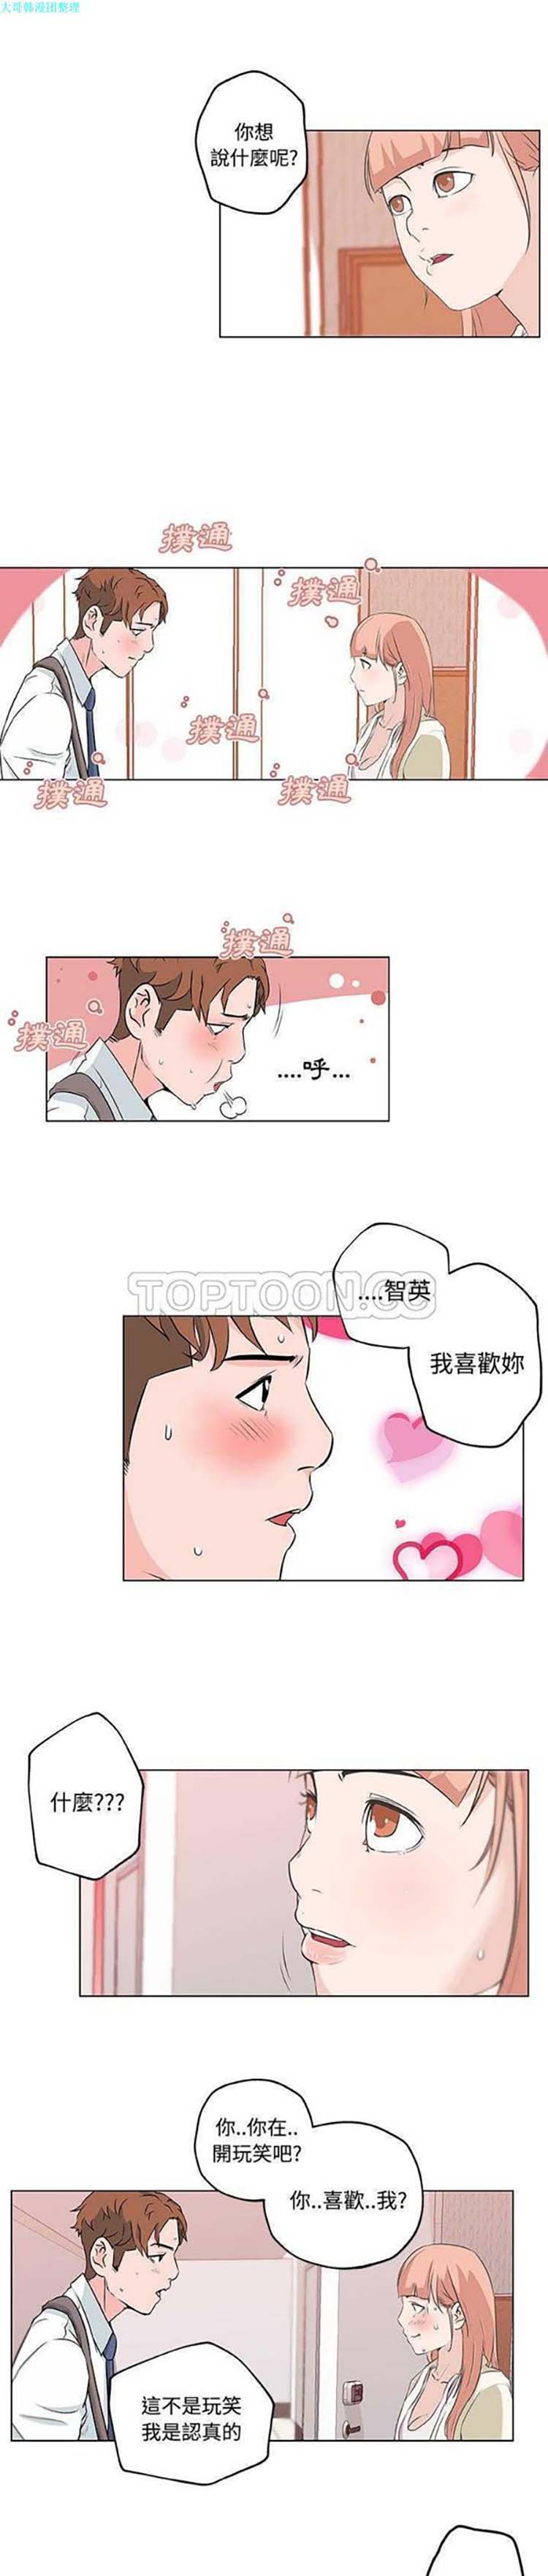 大哥韩漫团整理
你想
說什麼呢?
撲通
撲通
撲通
撲通
撲通
撲通
撲通
....呼...
TOPTOON.CC
....智英
我喜歡妳
什麼???
你..你在..
開玩笑吧?
你..喜歡..我?
這不是玩笑
我是認真的